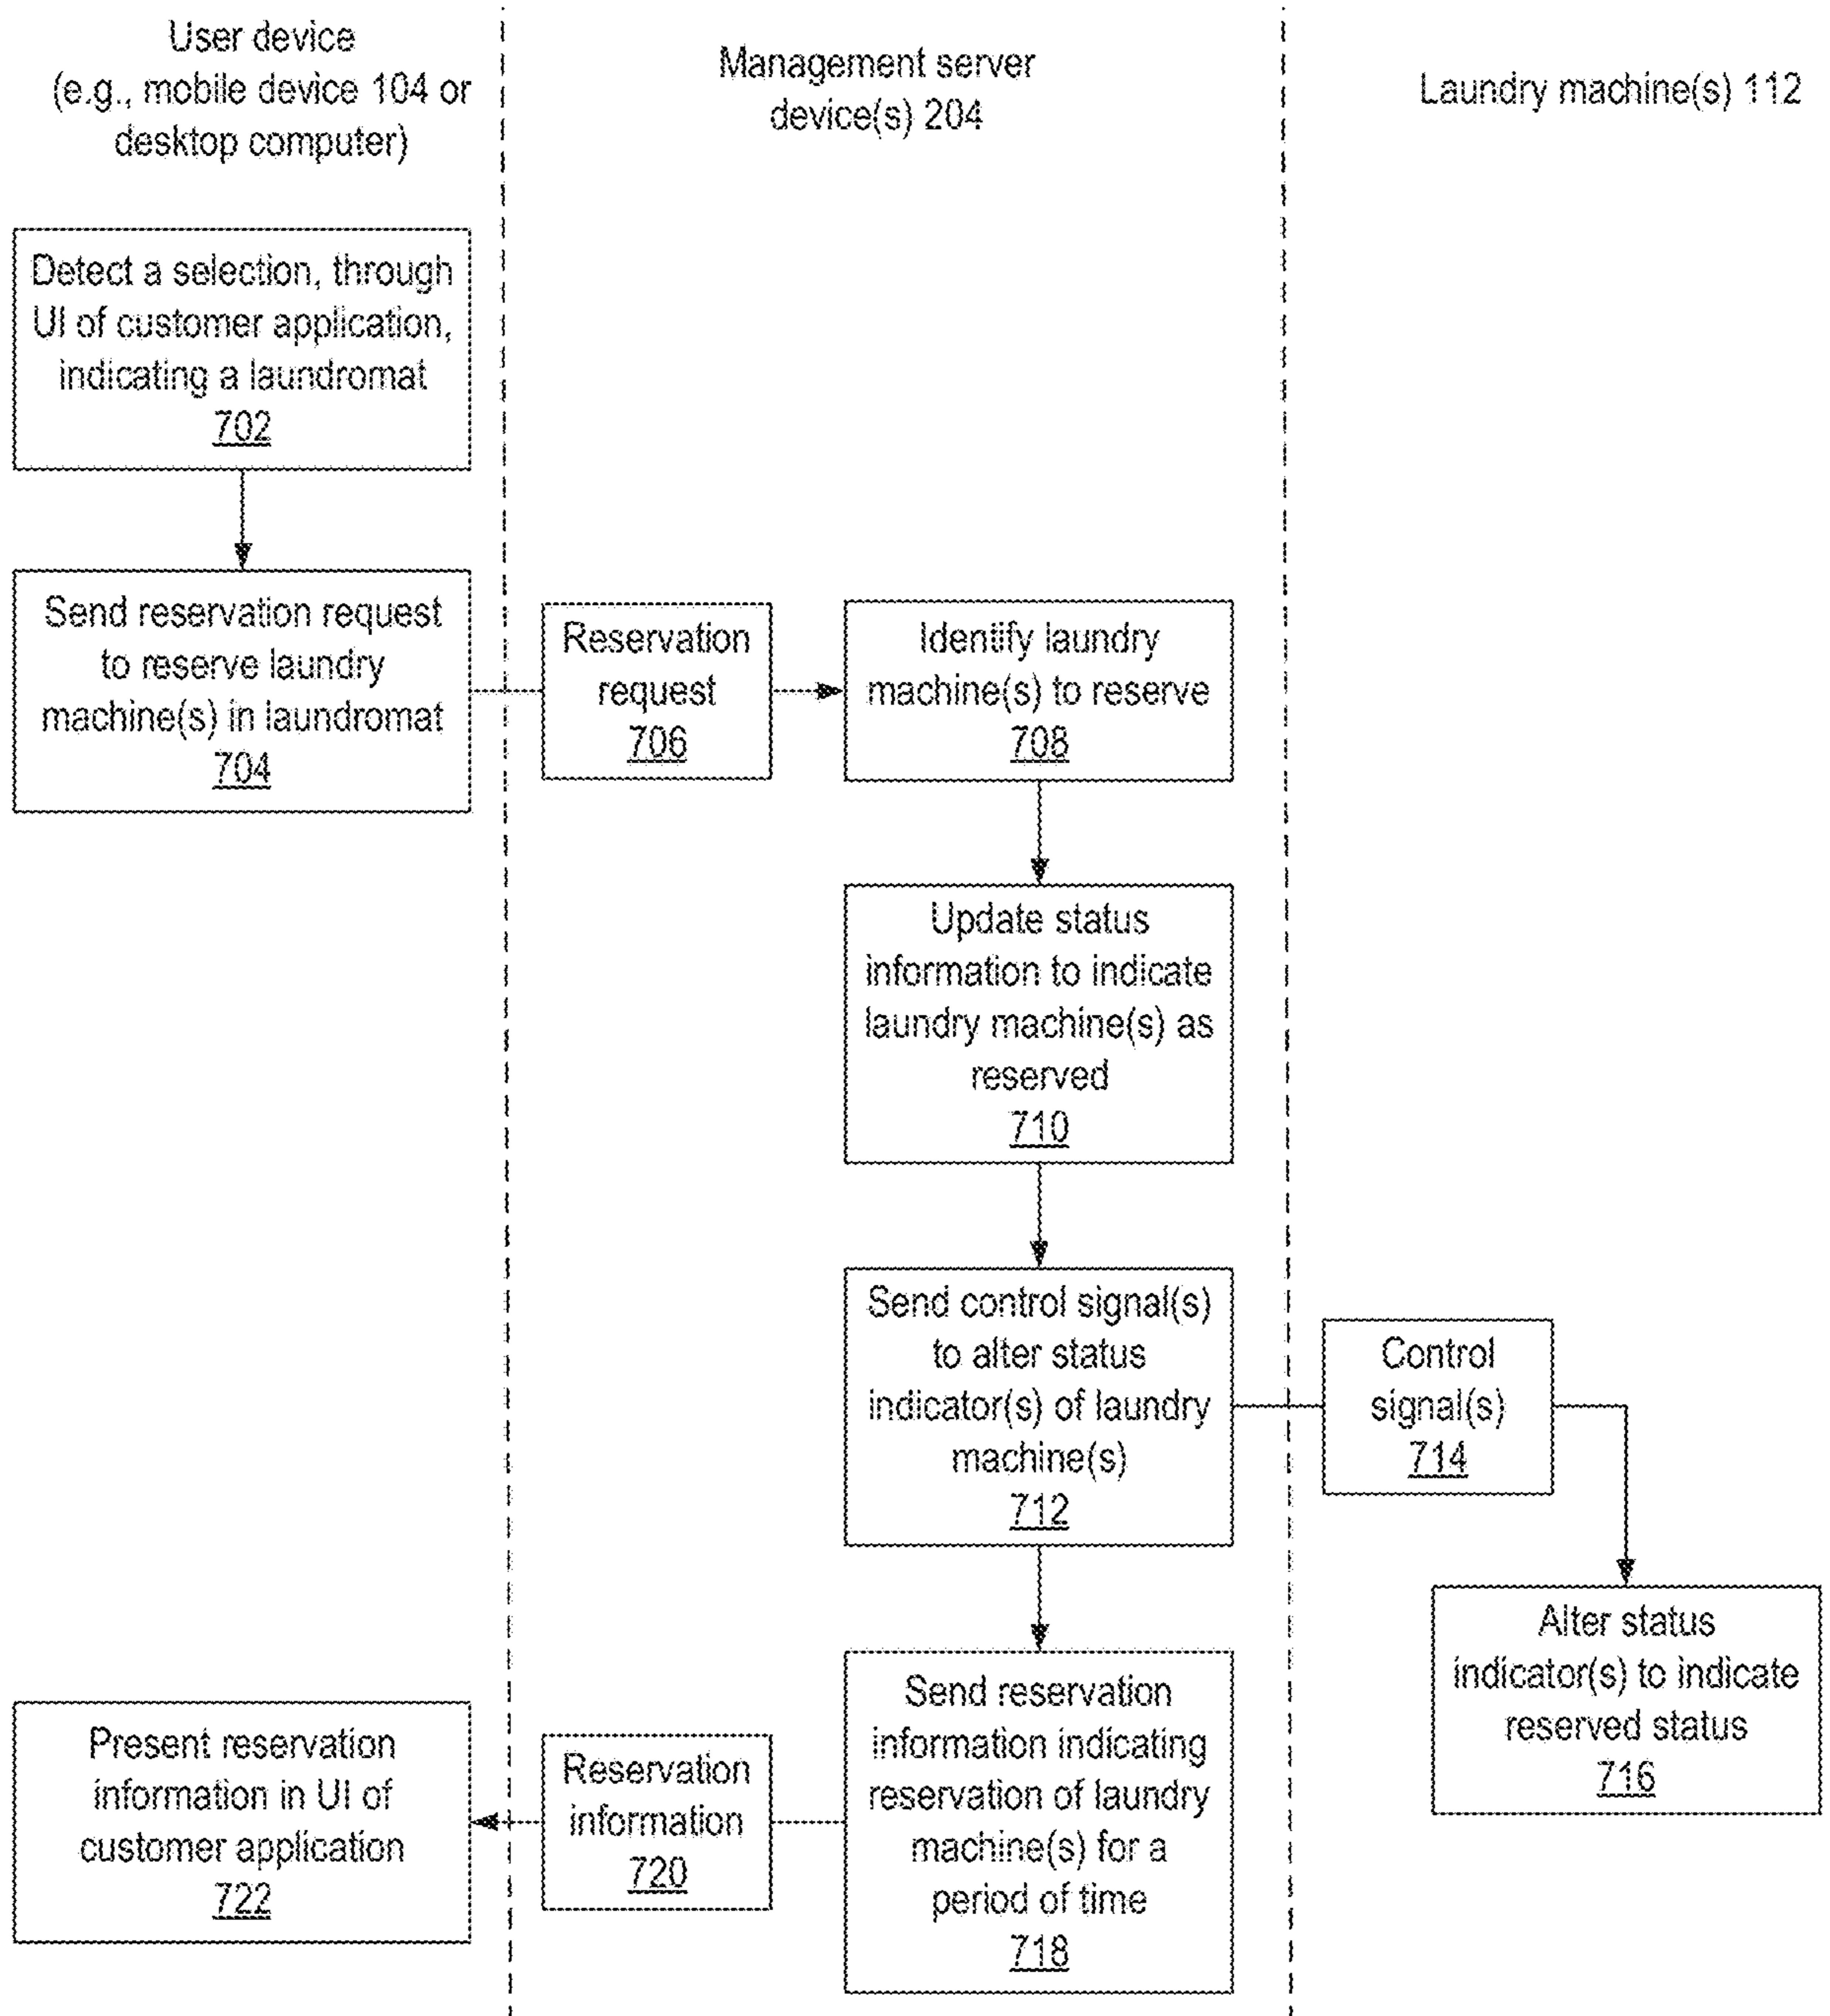 User device
(e.g., mobile device 104 or
desktop computer)
Management server
device(s) 204
Laundry machine(s) 112
Detect a selection, through
UI of customer application,
indicating a laundromat
702
Send reservation request
to reserve laundry
machine(s) in laundromat
704
Reservation
request
706
Identify laundry
machine(s) to reserve
708
Update status
information to indicate
laundry machine(s) as
reserved
710
Send control signal(s)
to alter status
indicator(s) of laundry
machine(s)
712
Control
signal(s)
714
Alter status
indicator(s) to indicate
reserved status
716
Send reservation
information indicating
reservation of laundry
machine(s) for a
period of time
718
Reservation
information
720
Present reservation
information in UI of
customer application
722